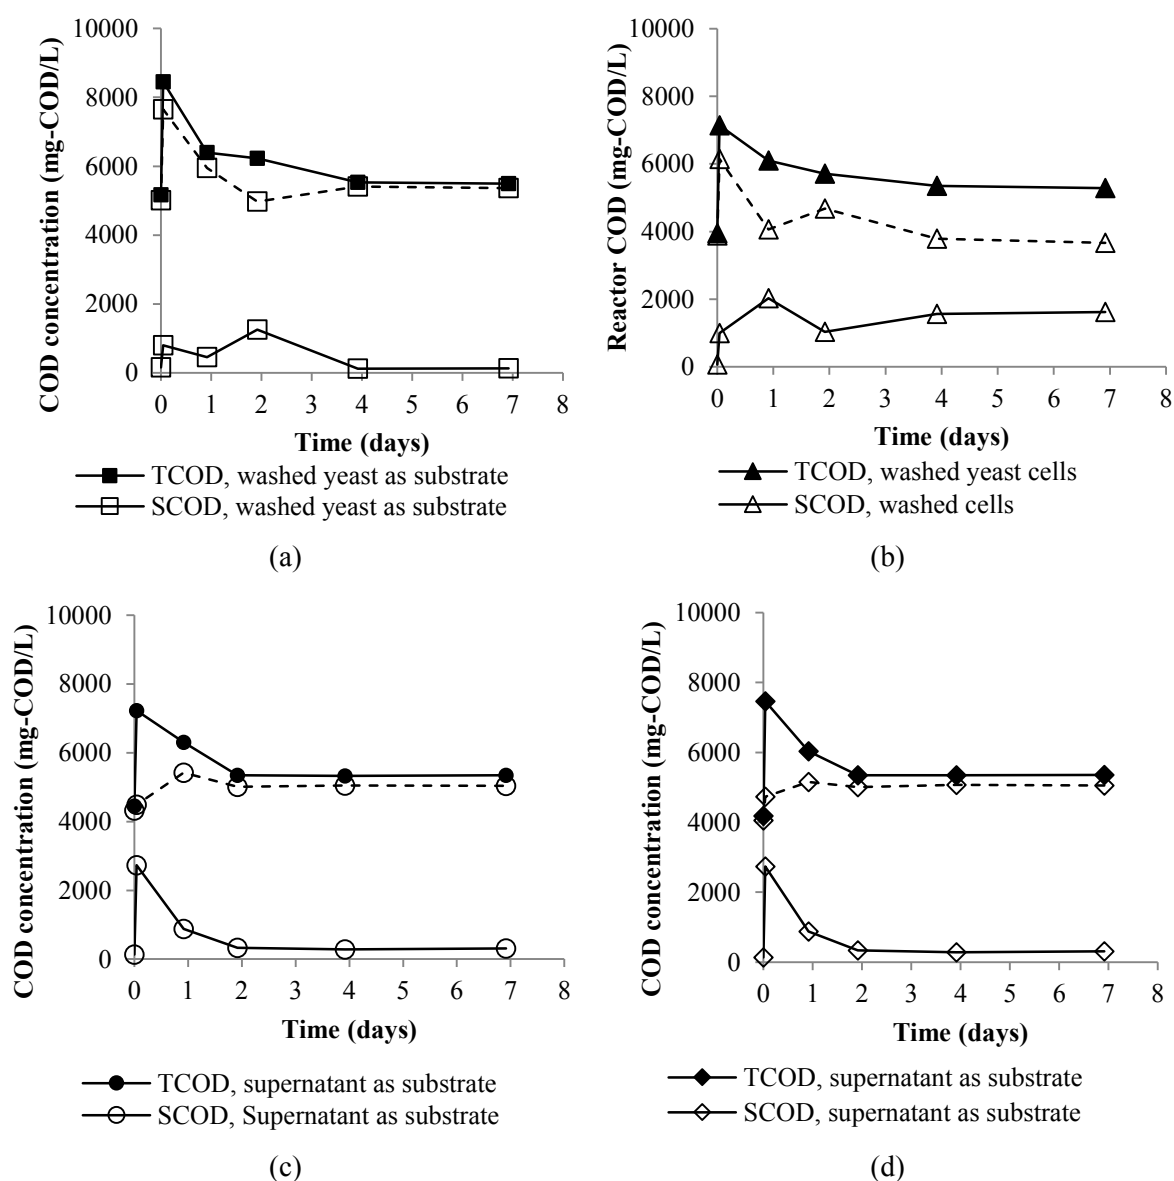 COD concentration (mg-COD/L)
10000
8000
6000
4000
2000
0
0 1 2 3 4 5 6 7 8
Time (days)
TCOD, washed yeast as substrate
SCOD, washed yeast as substrate
(a)
Reactor COD (mg-COD/L)
10000
8000
6000
4000
2000
0
0 1 2 3 4 5 6 7 8
Time (days)
TCOD, washed yeast cells
SCOD, washed cells
(b)
COD concentration (mg-COD/L)
10000
8000
6000
4000
2000
0
0 1 2 3 4 5 6 7 8
Time (days)
TCOD, supernatant as substrate
SCOD, Supernatant as substrate
(c)
COD concentration (mg-COD/L)
10000
8000
6000
4000
2000
0
0 1 2 3 4 5 6 7 8
Time (days)
TCOD, supernatant as substrate
SCOD, supernatant as substrate
(d)